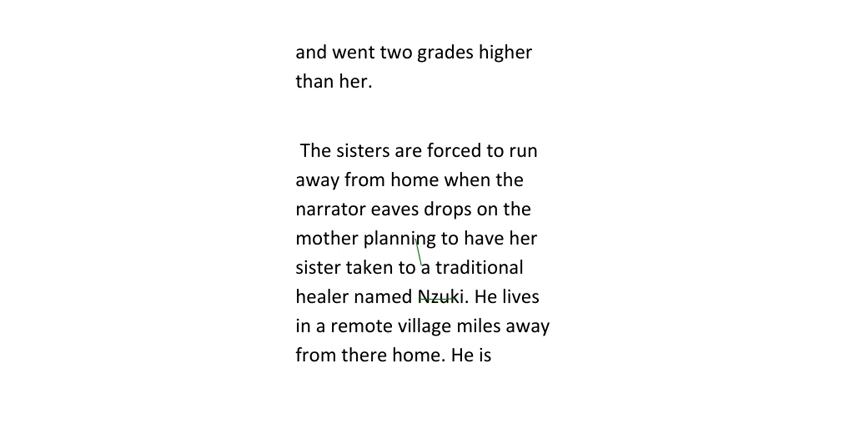 and went two grades higher
than her.
The sisters are forced to run
away from home when the
narrator eaves drops on the
mother planning to have her
sister taken to a traditional
healer named Nzuki. He lives
in a remote village miles away
from there home. He is